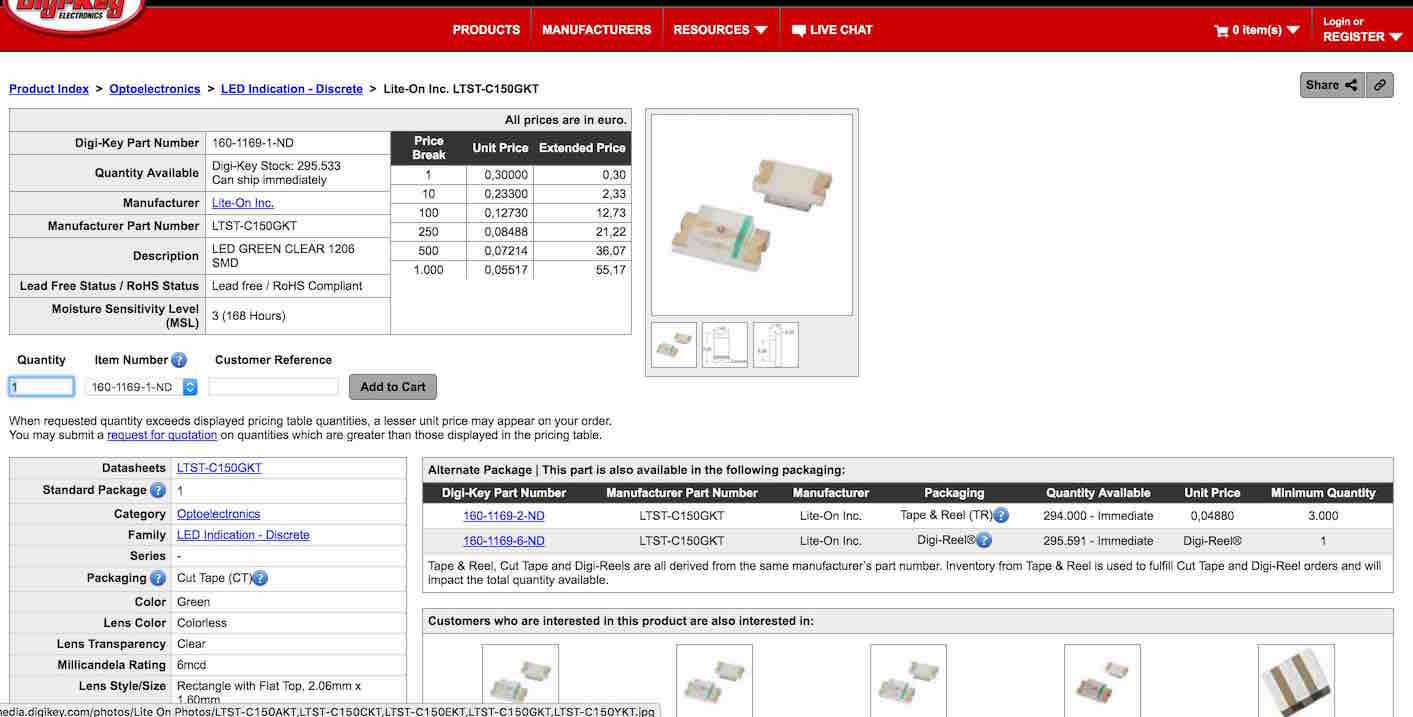 Digi-Key
ELECTRONICS
PRODUCTS MANUFACTURERS RESOURCES LIVE CHAT
0 item(s)
Login or
REGISTER
Product Index > Optoelectronics > LED Indication - Discrete > Lite-On Inc. LTST-C150GKT
Share
All prices are in euro.
Digi-Key Part Number 160-1169-1-ND
Quantity Available Digi-Key Stock: 295.533
Can ship immediately
Manufacturer Lite-On Inc.
Manufacturer Part Number LTST-C150GKT
Description LED GREEN CLEAR 1206
SMD
Lead Free Status / RoHS Status Lead free / RoHS Compliant
Moisture Sensitivity Level
(MSL) 3 (168 Hours)
Price
Break Unit Price Extended Price
1 0,30000 0,30
10 0,23300 2,33
100 0,12730 12,73
250 0,08488 21,22
500 0,07214 36,07
1.000 0,05517 55,17
Quantity Item Number ? Customer Reference
1 160-1169-1-ND Add to Cart
When requested quantity exceeds displayed pricing table quantities, a lesser unit price may appear on your order.
You may submit a request for quotation on quantities which are greater than those displayed in the pricing table.
Datasheets LTST-C150GKT
Standard Package ? 1
Category Optoelectronics
Family LED Indication - Discrete
Series -
Packaging ? Cut Tape (CT) ?
Color Green
Lens Color Colorless
Lens Transparency Clear
Millicandela Rating 6mcd
Lens Style/Size Rectangle with Flat Top, 2.06mm x
1.60mm
Alternate Package | This part is also available in the following packaging:
Digi-Key Part Number Manufacturer Part Number Manufacturer Packaging Quantity Available Unit Price Minimum Quantity
160-1169-2-ND LTST-C150GKT Lite-On Inc. Tape & Reel (TR) ? 294.000 - Immediate 0,04880 3.000
160-1169-6-ND LTST-C150GKT Lite-On Inc. Digi-Reel® ? 295.591 - Immediate Digi-Reel® 1
Tape & Reel, Cut Tape and Digi-Reels are all derived from the same manufacturer's part number. Inventory from Tape & Reel is used to fulfill Cut Tape and Digi-Reel orders and will
impact the total quantity available.
Customers who are interested in this product are also interested in:
media.digikey.com/photos/Lite On Photos/LTST-C150AKT,LTST-C150CKT,LTST-C150EKT,LTST-C150GKT,LTST-C150YKT.jpg